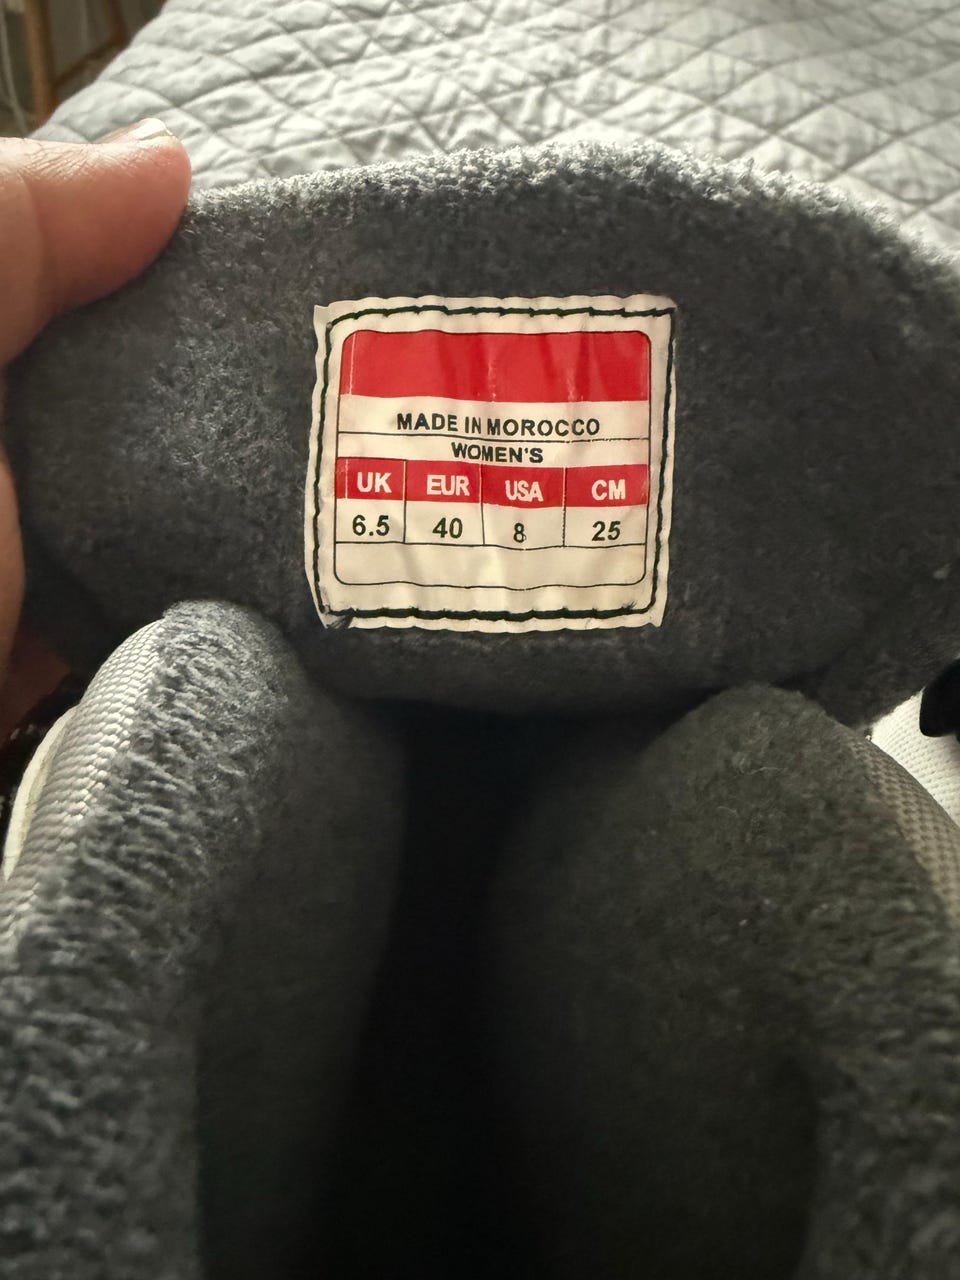 MADE IN MOROCCO
WOMEN'S
UK EUR USA CM
6.5 40 8 25